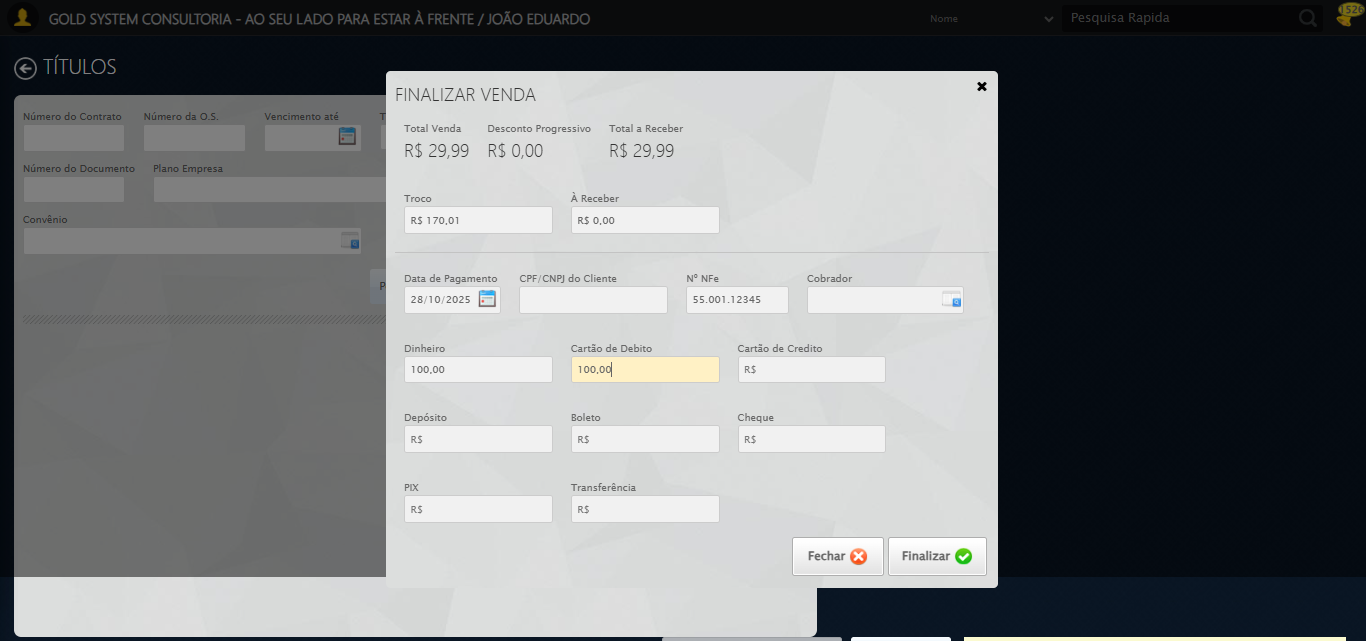 GOLD SYSTEM CONSULTORIA - AO SEU LADO PARA ESTAR À FRENTE / JOÃO EDUARDO
Nome
Pesquisa Rapida
1526
TÍTULOS
Número do Contrato
Número da O.S.
Vencimento até
T
Número do Documento
Plano Empresa
Convênio
P
FINALIZAR VENDA
Total Venda
Desconto Progressivo
Total a Receber
R$ 29,99
R$ 0,00
R$ 29,99
Troco
À Receber
R$ 170,01
R$ 0,00
Data de Pagamento
CPF/CNPJ do Cliente
Nº NFe
Cobrador
28/10/2025
55.001.12345
Dinheiro
Cartão de Debito
Cartão de Credito
100,00
100,00
R$
Depósito
Boleto
Cheque
R$
R$
R$
PIX
Transferência
R$
R$
Fechar
Finalizar